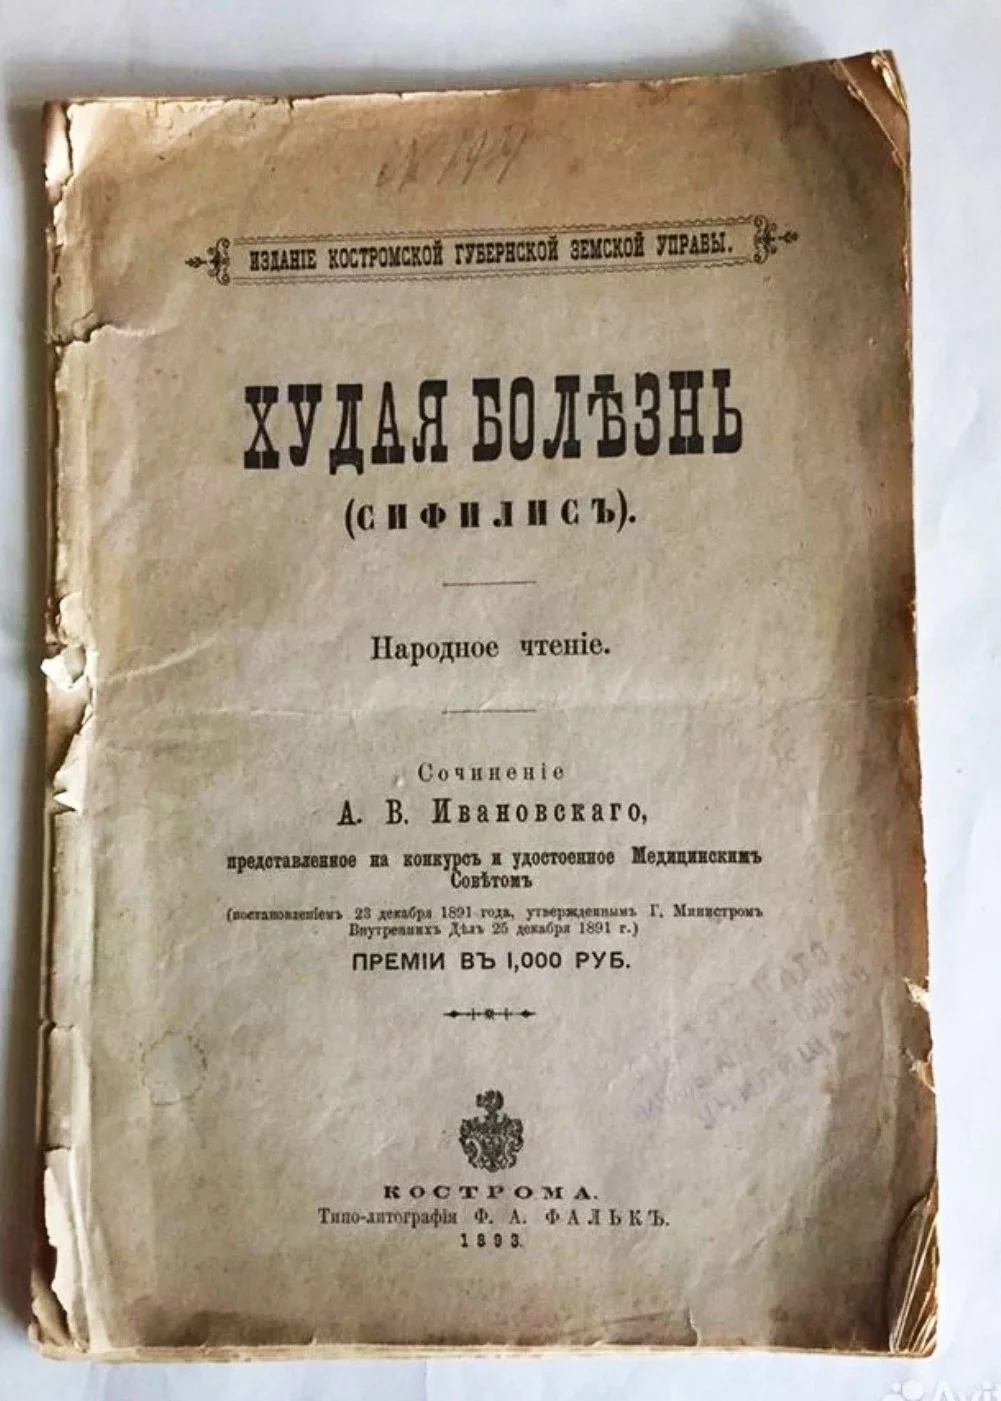 ИЗДАНІЕ КОСТРОМСКОЙ ГУБЕРНСКОЙ ЗЕМСКОЙ УПРАВЫ.
ХУДАЯ БОЛѢЗНЬ
(СИФИЛИСЪ).
Народное чтеніе.
Сочиненіе
А. В. Ивановскаго,
представленное на конкурсъ и удостоенное Медицинскимъ
Совѣтомъ
(постановленіемъ 23 декабря 1891 года, утвержденнымъ Г. Министромъ
Внутреннихъ Дѣлъ 25 декабря 1891 г.)
ПРЕМІИ ВЪ 1,000 РУБ.
УЧИЛИЩА
КОСТРОМА.
Типо-литографія Ф. А. ФАЛЬКЪ.
1893.
Avito